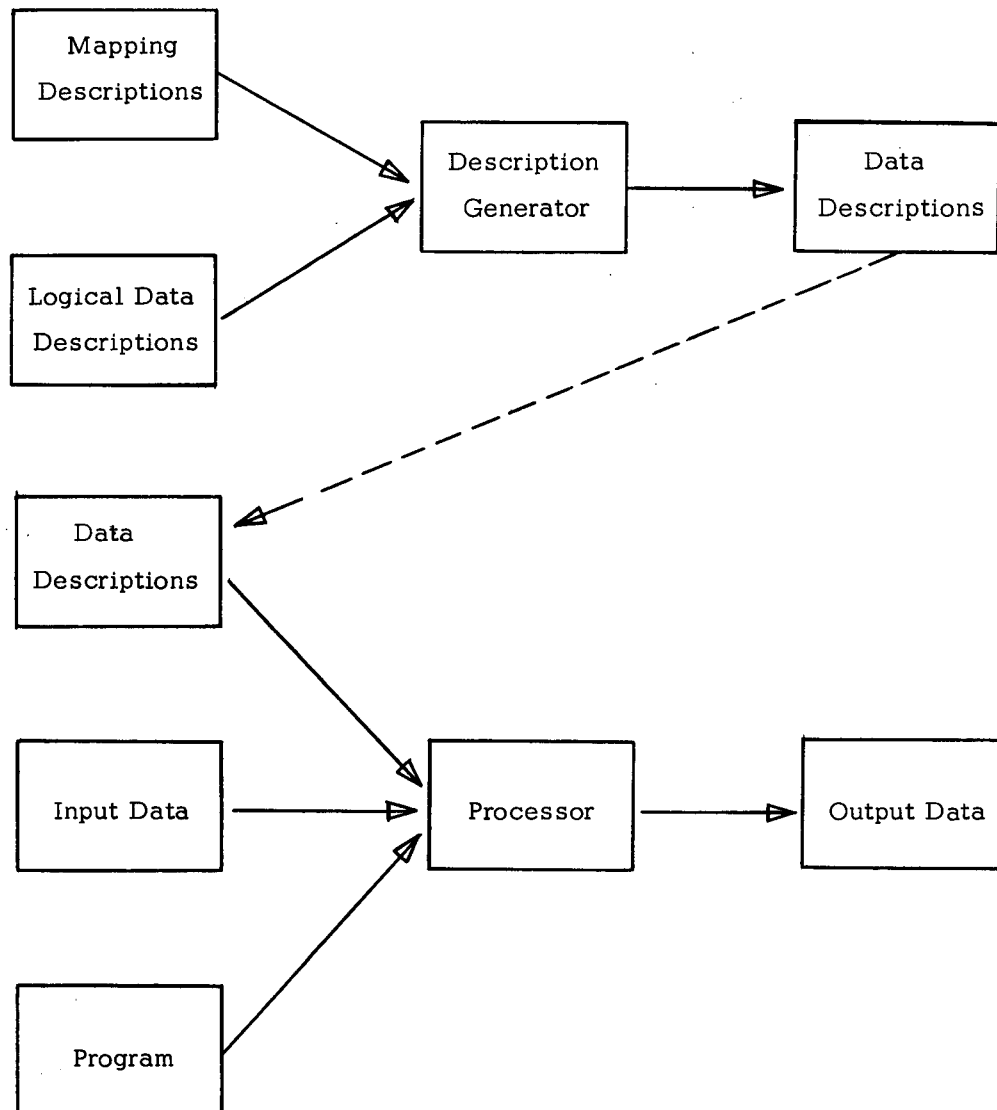 Mapping
Descriptions
Description
Generator
Data
Descriptions
Logical Data
Descriptions
Data
Descriptions
Input Data
Processor
Output Data
Program